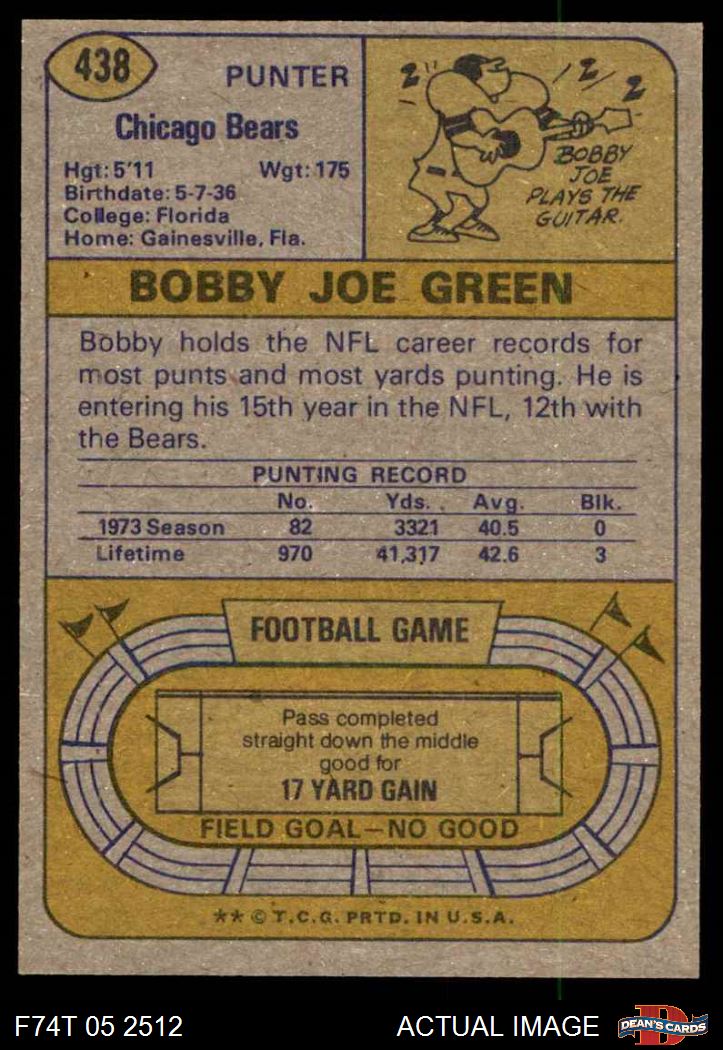 438
PUNTER
Chicago Bears
Hgt: 5'11 Wgt: 175
Birthdate: 5-7-36
College: Florida
Home: Gainesville, Fla.
Z Z Z
BOBBY
JOE
PLAYS THE
GUITAR.
BOBBY JOE GREEN
Bobby holds the NFL career records for
most punts and most yards punting. He is
entering his 15th year in the NFL, 12th with
the Bears.
PUNTING RECORD
No. Yds. Avg. Blk.
1973 Season 82 3321 40.5 0
Lifetime 970 41,317 42.6 3
FOOTBALL GAME
Pass completed
straight down the middle
good for
17 YARD GAIN
FIELD GOAL—NO GOOD
** © T.C.G. PRTD. IN U.S.A.
F74T 05 2512 ACTUAL IMAGE
D
DEAN'S CARDS